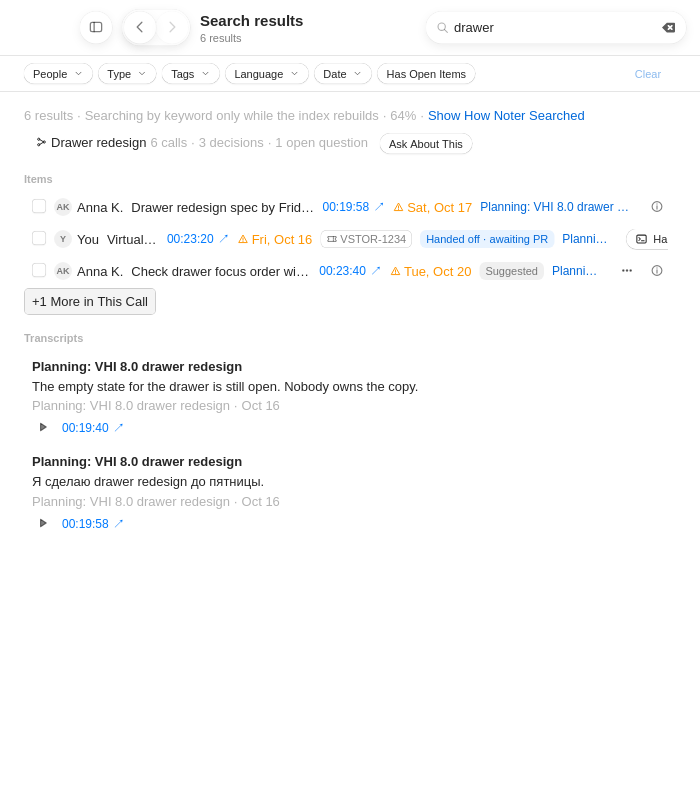 Search results
6 results
drawer
People Type Tags Language Date Has Open Items Clear
6 results · Searching by keyword only while the index rebuilds · 64% · Show How Noter Searched
Drawer redesign 6 calls · 3 decisions · 1 open question Ask About This
Items
AK Anna K. Drawer redesign spec by Frid… 00:19:58 ↗ Sat, Oct 17 Planning: VHI 8.0 drawer …
Y You Virtual… 00:23:20 ↗ Fri, Oct 16 VSTOR-1234 Handed off · awaiting PR Planni… Ha
AK Anna K. Check drawer focus order wi… 00:23:40 ↗ Tue, Oct 20 Suggested Planni… ···
+1 More in This Call
Transcripts
Planning: VHI 8.0 drawer redesign
The empty state for the drawer is still open. Nobody owns the copy.
Planning: VHI 8.0 drawer redesign · Oct 16
00:19:40 ↗
Planning: VHI 8.0 drawer redesign
Я сделаю drawer redesign до пятницы.
Planning: VHI 8.0 drawer redesign · Oct 16
00:19:58 ↗